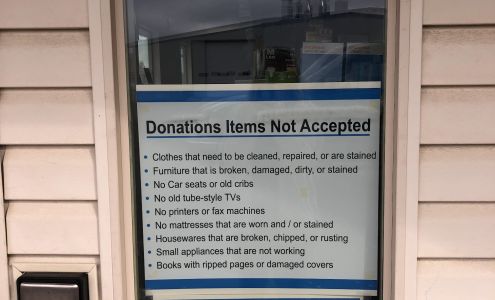 Donations Items Not Accepted
• Clothes that need to be cleaned, repaired, or are stained
• Furniture that is broken, damaged, dirty, or stained
• No Car seats or old cribs
• No old tube-style TVs
• No printers or fax machines
• No mattresses that are worn and / or stained
• Housewares that are broken, chipped, or rusting
• Small appliances that are not working
• Books with ripped pages or damaged covers